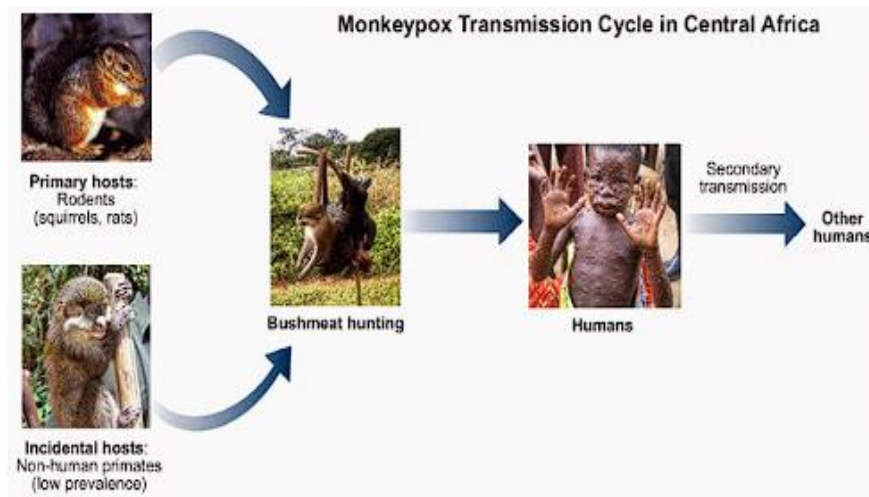 Monkeypox Transmission Cycle in Central Africa
Primary hosts:
Rodents
(squirrels, rats)
Bushmeat hunting
Humans
Secondary
transmission
Other
humans
Incidental hosts:
Non-human primates
(low prevalence)